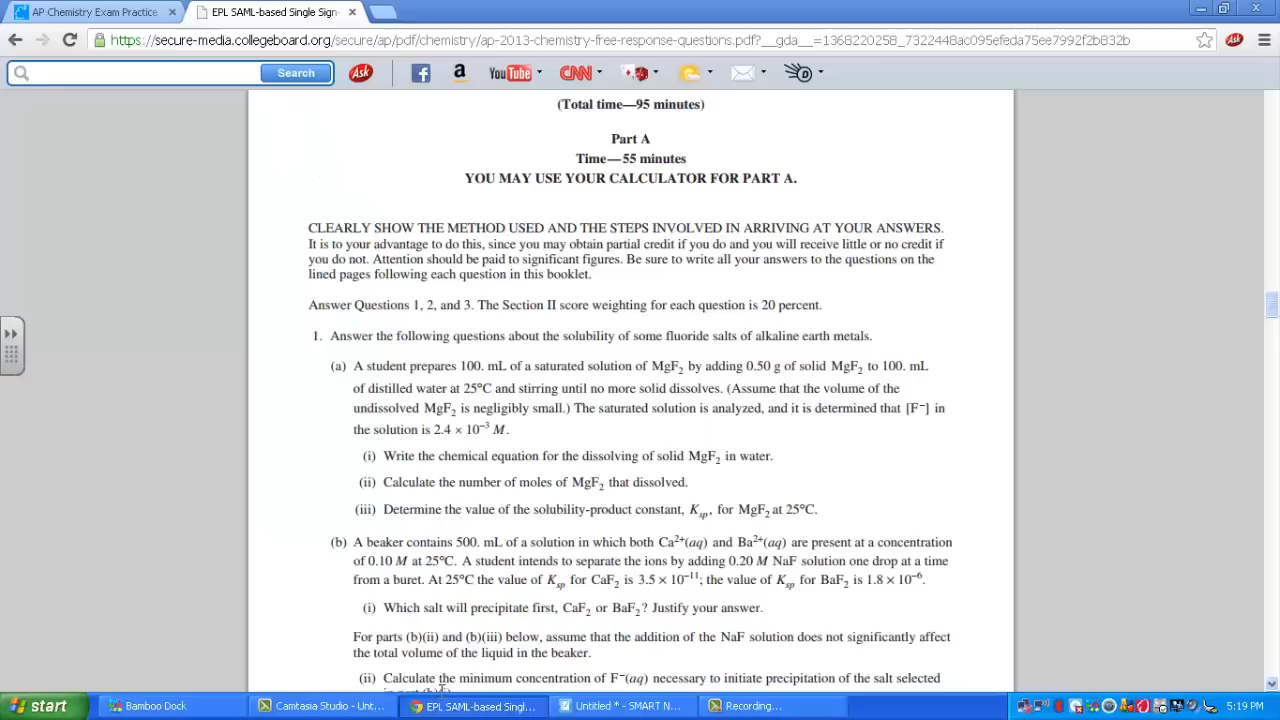 AP Chemistry Exam Practice
EPL SAML-based Single Sign-
https://secure-media.collegeboard.org/secure/ap/pdf/chemistry/ap-2013-chemistry-free-response-questions.pdf?__gda__=1368220258_7322448ac095efeda75ee7992f2b832b
Search
Ask
a
YouTube
CNN
(Total time—95 minutes)
Part A
Time—55 minutes
YOU MAY USE YOUR CALCULATOR FOR PART A.
CLEARLY SHOW THE METHOD USED AND THE STEPS INVOLVED IN ARRIVING AT YOUR ANSWERS.
It is to your advantage to do this, since you may obtain partial credit if you do and you will receive little or no credit if
you do not. Attention should be paid to significant figures. Be sure to write all your answers to the questions on the
lined pages following each question in this booklet.
Answer Questions 1, 2, and 3. The Section II score weighting for each question is 20 percent.
1. Answer the following questions about the solubility of some fluoride salts of alkaline earth metals.
(a) A student prepares 100. mL of a saturated solution of MgF₂ by adding 0.50 g of solid MgF₂ to 100. mL
of distilled water at 25°C and stirring until no more solid dissolves. (Assume that the volume of the
undissolved MgF₂ is negligibly small.) The saturated solution is analyzed, and it is determined that [F⁻] in
the solution is 2.4 × 10⁻³ M.
(i) Write the chemical equation for the dissolving of solid MgF₂ in water.
(ii) Calculate the number of moles of MgF₂ that dissolved.
(iii) Determine the value of the solubility-product constant, Ksp, for MgF₂ at 25°C.
(b) A beaker contains 500. mL of a solution in which both Ca²⁺(aq) and Ba²⁺(aq) are present at a concentration
of 0.10 M at 25°C. A student intends to separate the ions by adding 0.20 M NaF solution one drop at a time
from a buret. At 25°C the value of Ksp for CaF₂ is 3.5 × 10⁻¹¹; the value of Ksp for BaF₂ is 1.8 × 10⁻⁶.
(i) Which salt will precipitate first, CaF₂ or BaF₂? Justify your answer.
For parts (b)(ii) and (b)(iii) below, assume that the addition of the NaF solution does not significantly affect
the total volume of the liquid in the beaker.
(ii) Calculate the minimum concentration of F⁻(aq) necessary to initiate precipitation of the salt selected
start
Bamboo Dock
Camtasia Studio - Unt...
EPL SAML-based Singl...
Untitled * - SMART N...
Recording...
5:19 PM